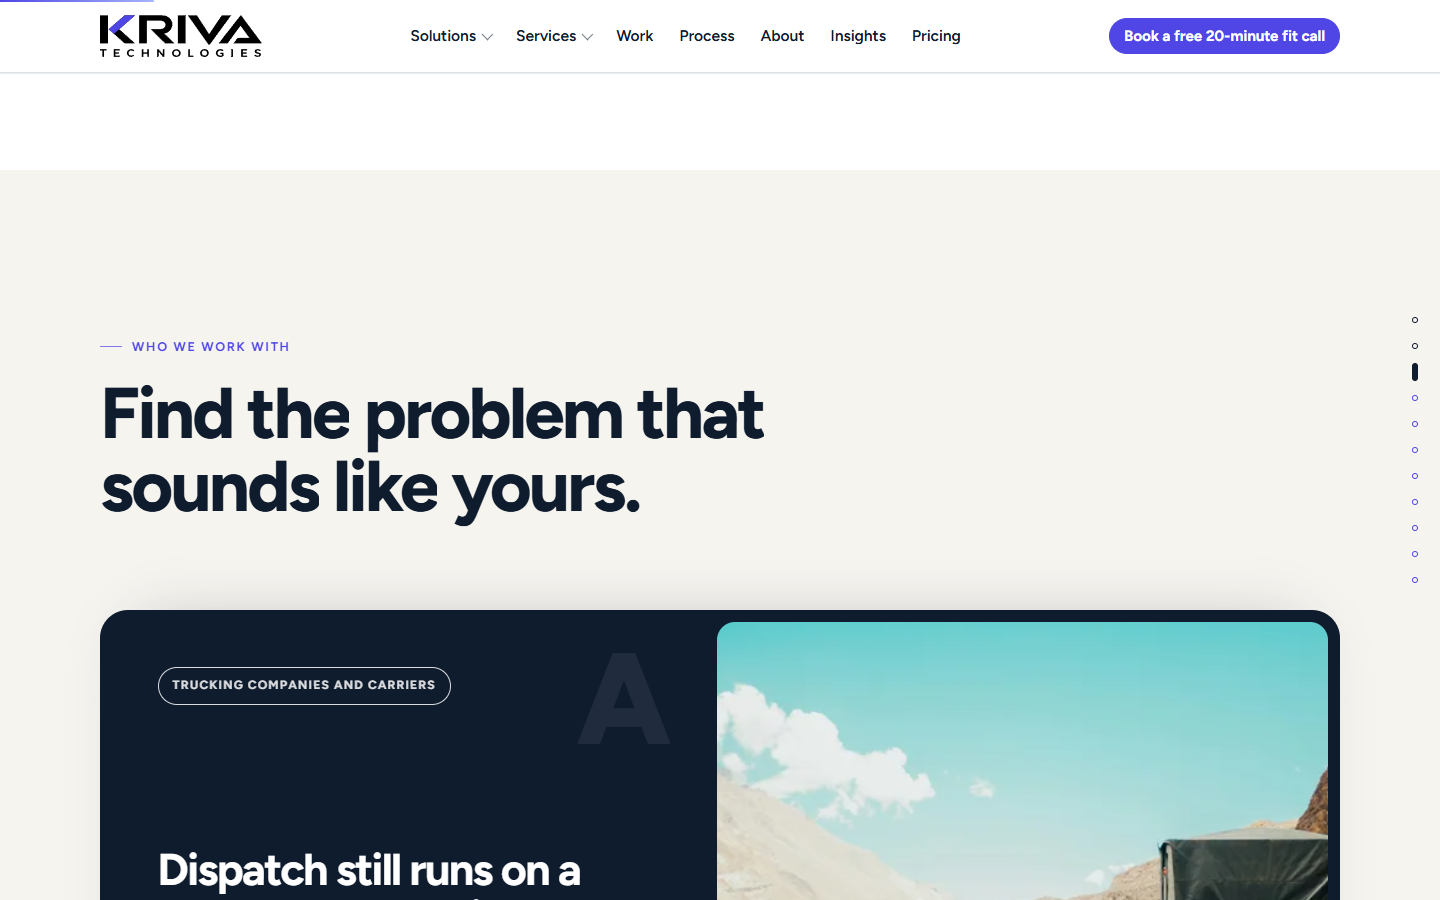 KRIVA
TECHNOLOGIES
Solutions
Services
Work
Process
About
Insights
Pricing
Book a free 20-minute fit call
WHO WE WORK WITH
Find the problem that
sounds like yours.
TRUCKING COMPANIES AND CARRIERS
A
Dispatch still runs on a